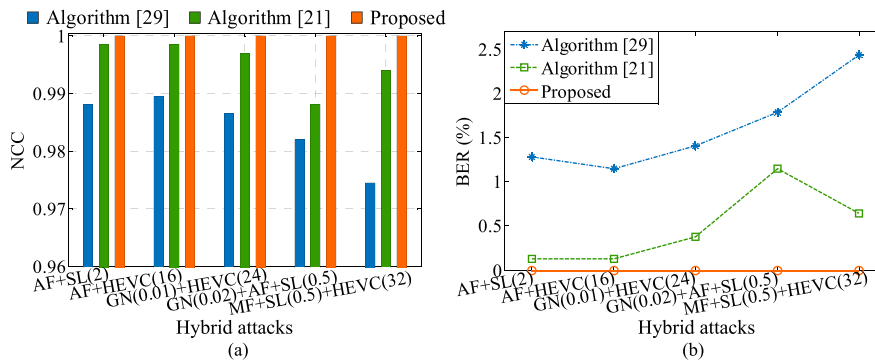 Algorithm [29] Algorithm [21] Proposed
1
0.99
0.98
0.97
0.96
NCC
AF+SL(2)
AF+HEVC(16)
GN(0.01)+HEVC(24)
GN(0.02)+AF+SL(0.5)
MF+SL(0.5)+HEVC(32)
Hybrid attacks
(a)
Algorithm [29]
Algorithm [21]
Proposed
2.5
2
1.5
1
0.5
0
BER (%)
AF+SL(2)
AF+HEVC(16)
GN(0.01)+HEVC(24)
GN(0.02)+AF+SL(0.5)
MF+SL(0.5)+HEVC(32)
Hybrid attacks
(b)